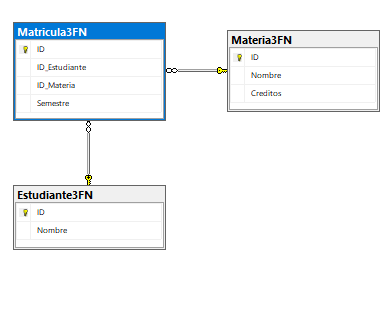 Matricula3FN
ID
ID_Estudiante
ID_Materia
Semestre
Materia3FN
ID
Nombre
Creditos
Estudiante3FN
ID
Nombre